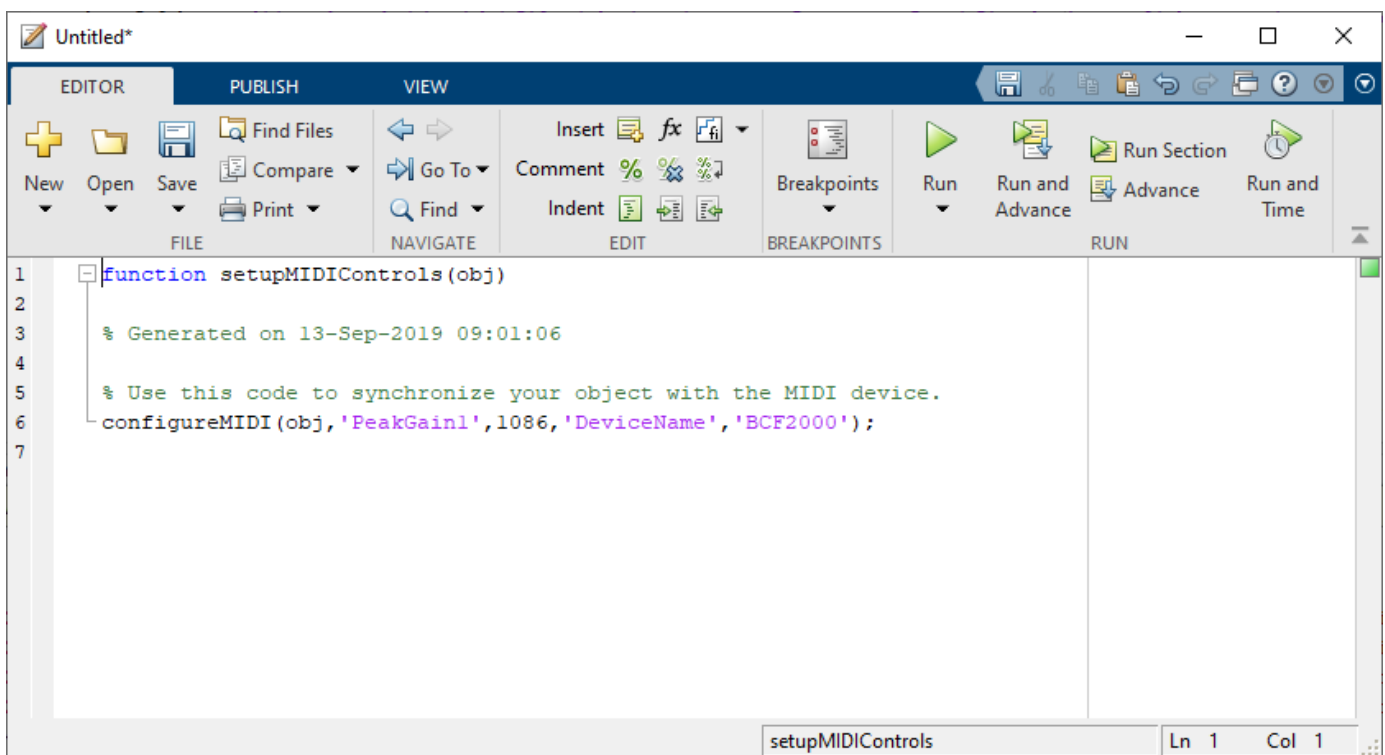 Untitled*
EDITOR PUBLISH VIEW
New
Open
Save
Find Files
Compare
Print
FILE
Go To
Find
NAVIGATE
Insert fx fi
Comment % % %
Indent
EDIT
Breakpoints
BREAKPOINTS
Run
Run and
Advance
Run Section
Advance
Run and
Time
RUN
1 function setupMIDIControls(obj)
2
3 % Generated on 13-Sep-2019 09:01:06
4
5 % Use this code to synchronize your object with the MIDI device.
6 configureMIDI(obj,'PeakGain1',1086,'DeviceName','BCF2000');
7
setupMIDIControls Ln 1 Col 1